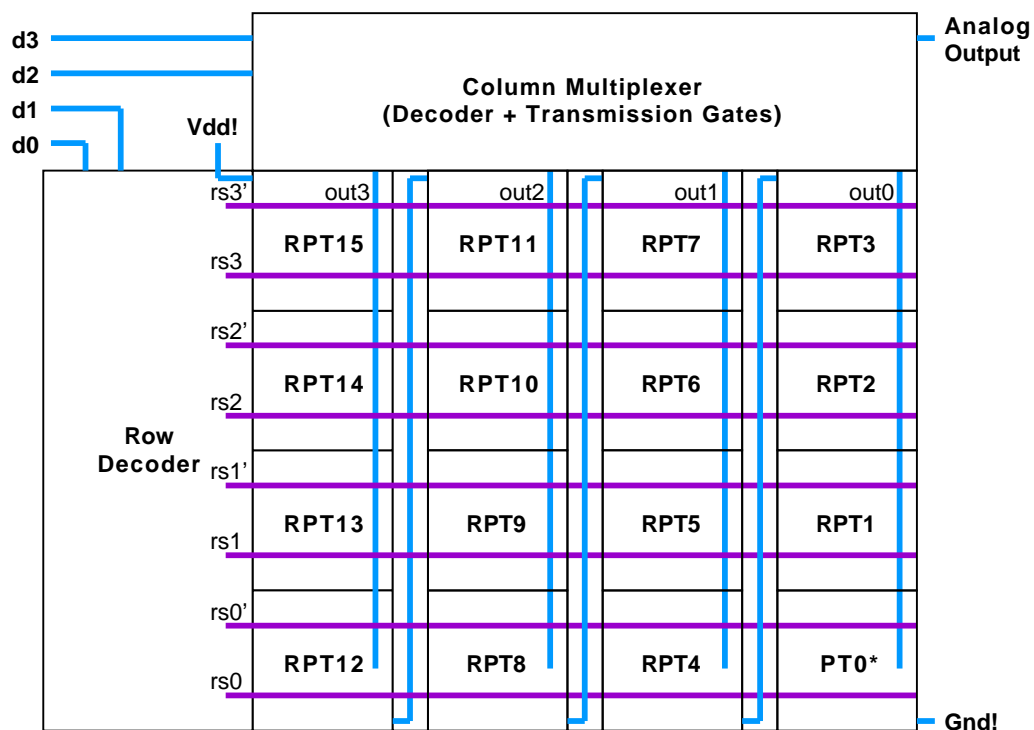 d3
d2
d1
d0
Vdd!
Column Multiplexer
(Decoder + Transmission Gates)
Analog
Output
rs3’
out3
out2
out1
out0
RPT15
RPT11
RPT7
RPT3
rs3
rs2’
RPT14
RPT10
RPT6
RPT2
rs2
Row
Decoder
rs1’
RPT13
RPT9
RPT5
RPT1
rs1
rs0’
RPT12
RPT8
RPT4
PT0*
rs0
Gnd!